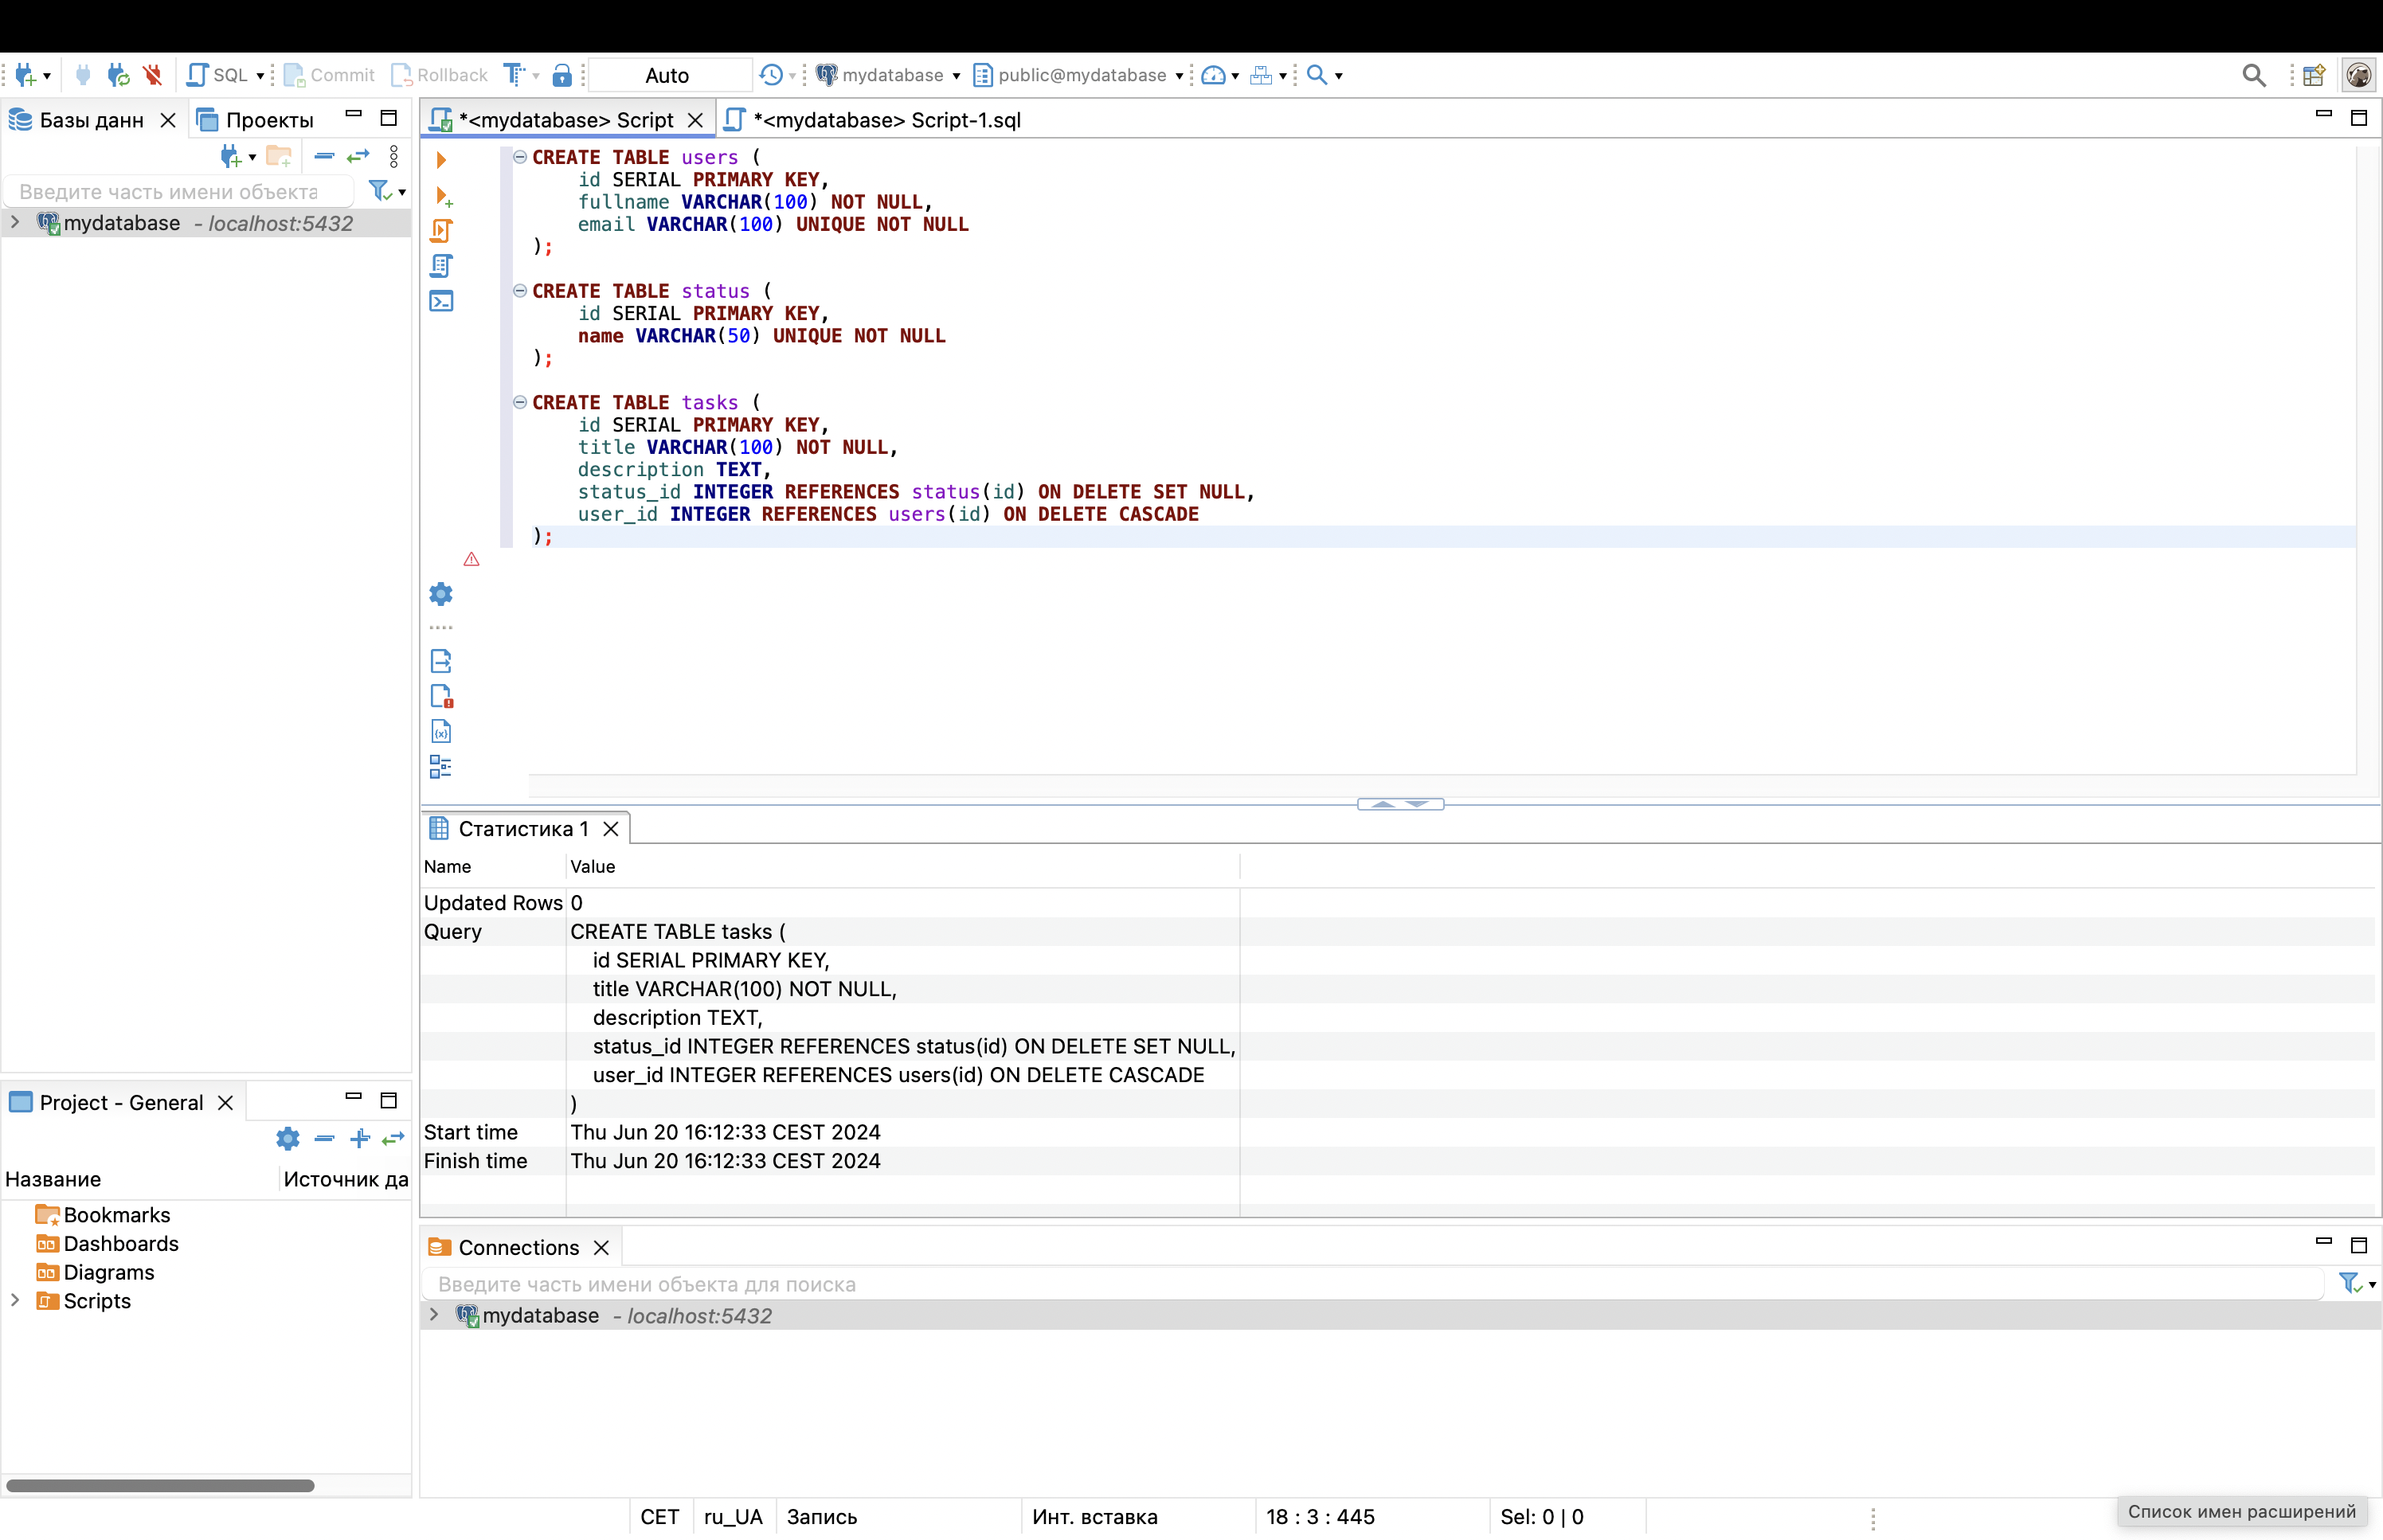 SQL Commit Rollback Auto mydatabase public@mydatabase
Базы данн Проекты
Введите часть имени объекта
mydatabase - localhost:5432
*<mydatabase> Script *<mydatabase> Script-1.sql
CREATE TABLE users (
id SERIAL PRIMARY KEY,
fullname VARCHAR(100) NOT NULL,
email VARCHAR(100) UNIQUE NOT NULL
);
CREATE TABLE status (
id SERIAL PRIMARY KEY,
name VARCHAR(50) UNIQUE NOT NULL
);
CREATE TABLE tasks (
id SERIAL PRIMARY KEY,
title VARCHAR(100) NOT NULL,
description TEXT,
status_id INTEGER REFERENCES status(id) ON DELETE SET NULL,
user_id INTEGER REFERENCES users(id) ON DELETE CASCADE
);
Статистика 1
Name Value
Updated Rows 0
Query CREATE TABLE tasks (
id SERIAL PRIMARY KEY,
title VARCHAR(100) NOT NULL,
description TEXT,
status_id INTEGER REFERENCES status(id) ON DELETE SET NULL,
user_id INTEGER REFERENCES users(id) ON DELETE CASCADE
)
Start time Thu Jun 20 16:12:33 CEST 2024
Finish time Thu Jun 20 16:12:33 CEST 2024
Project - General
Название Источник да
Bookmarks
Dashboards
Diagrams
Scripts
Connections
Введите часть имени объекта для поиска
mydatabase - localhost:5432
CET ru_UA Запись Инт. вставка 18 : 3 : 445 Sel: 0 | 0
Список имен расширений